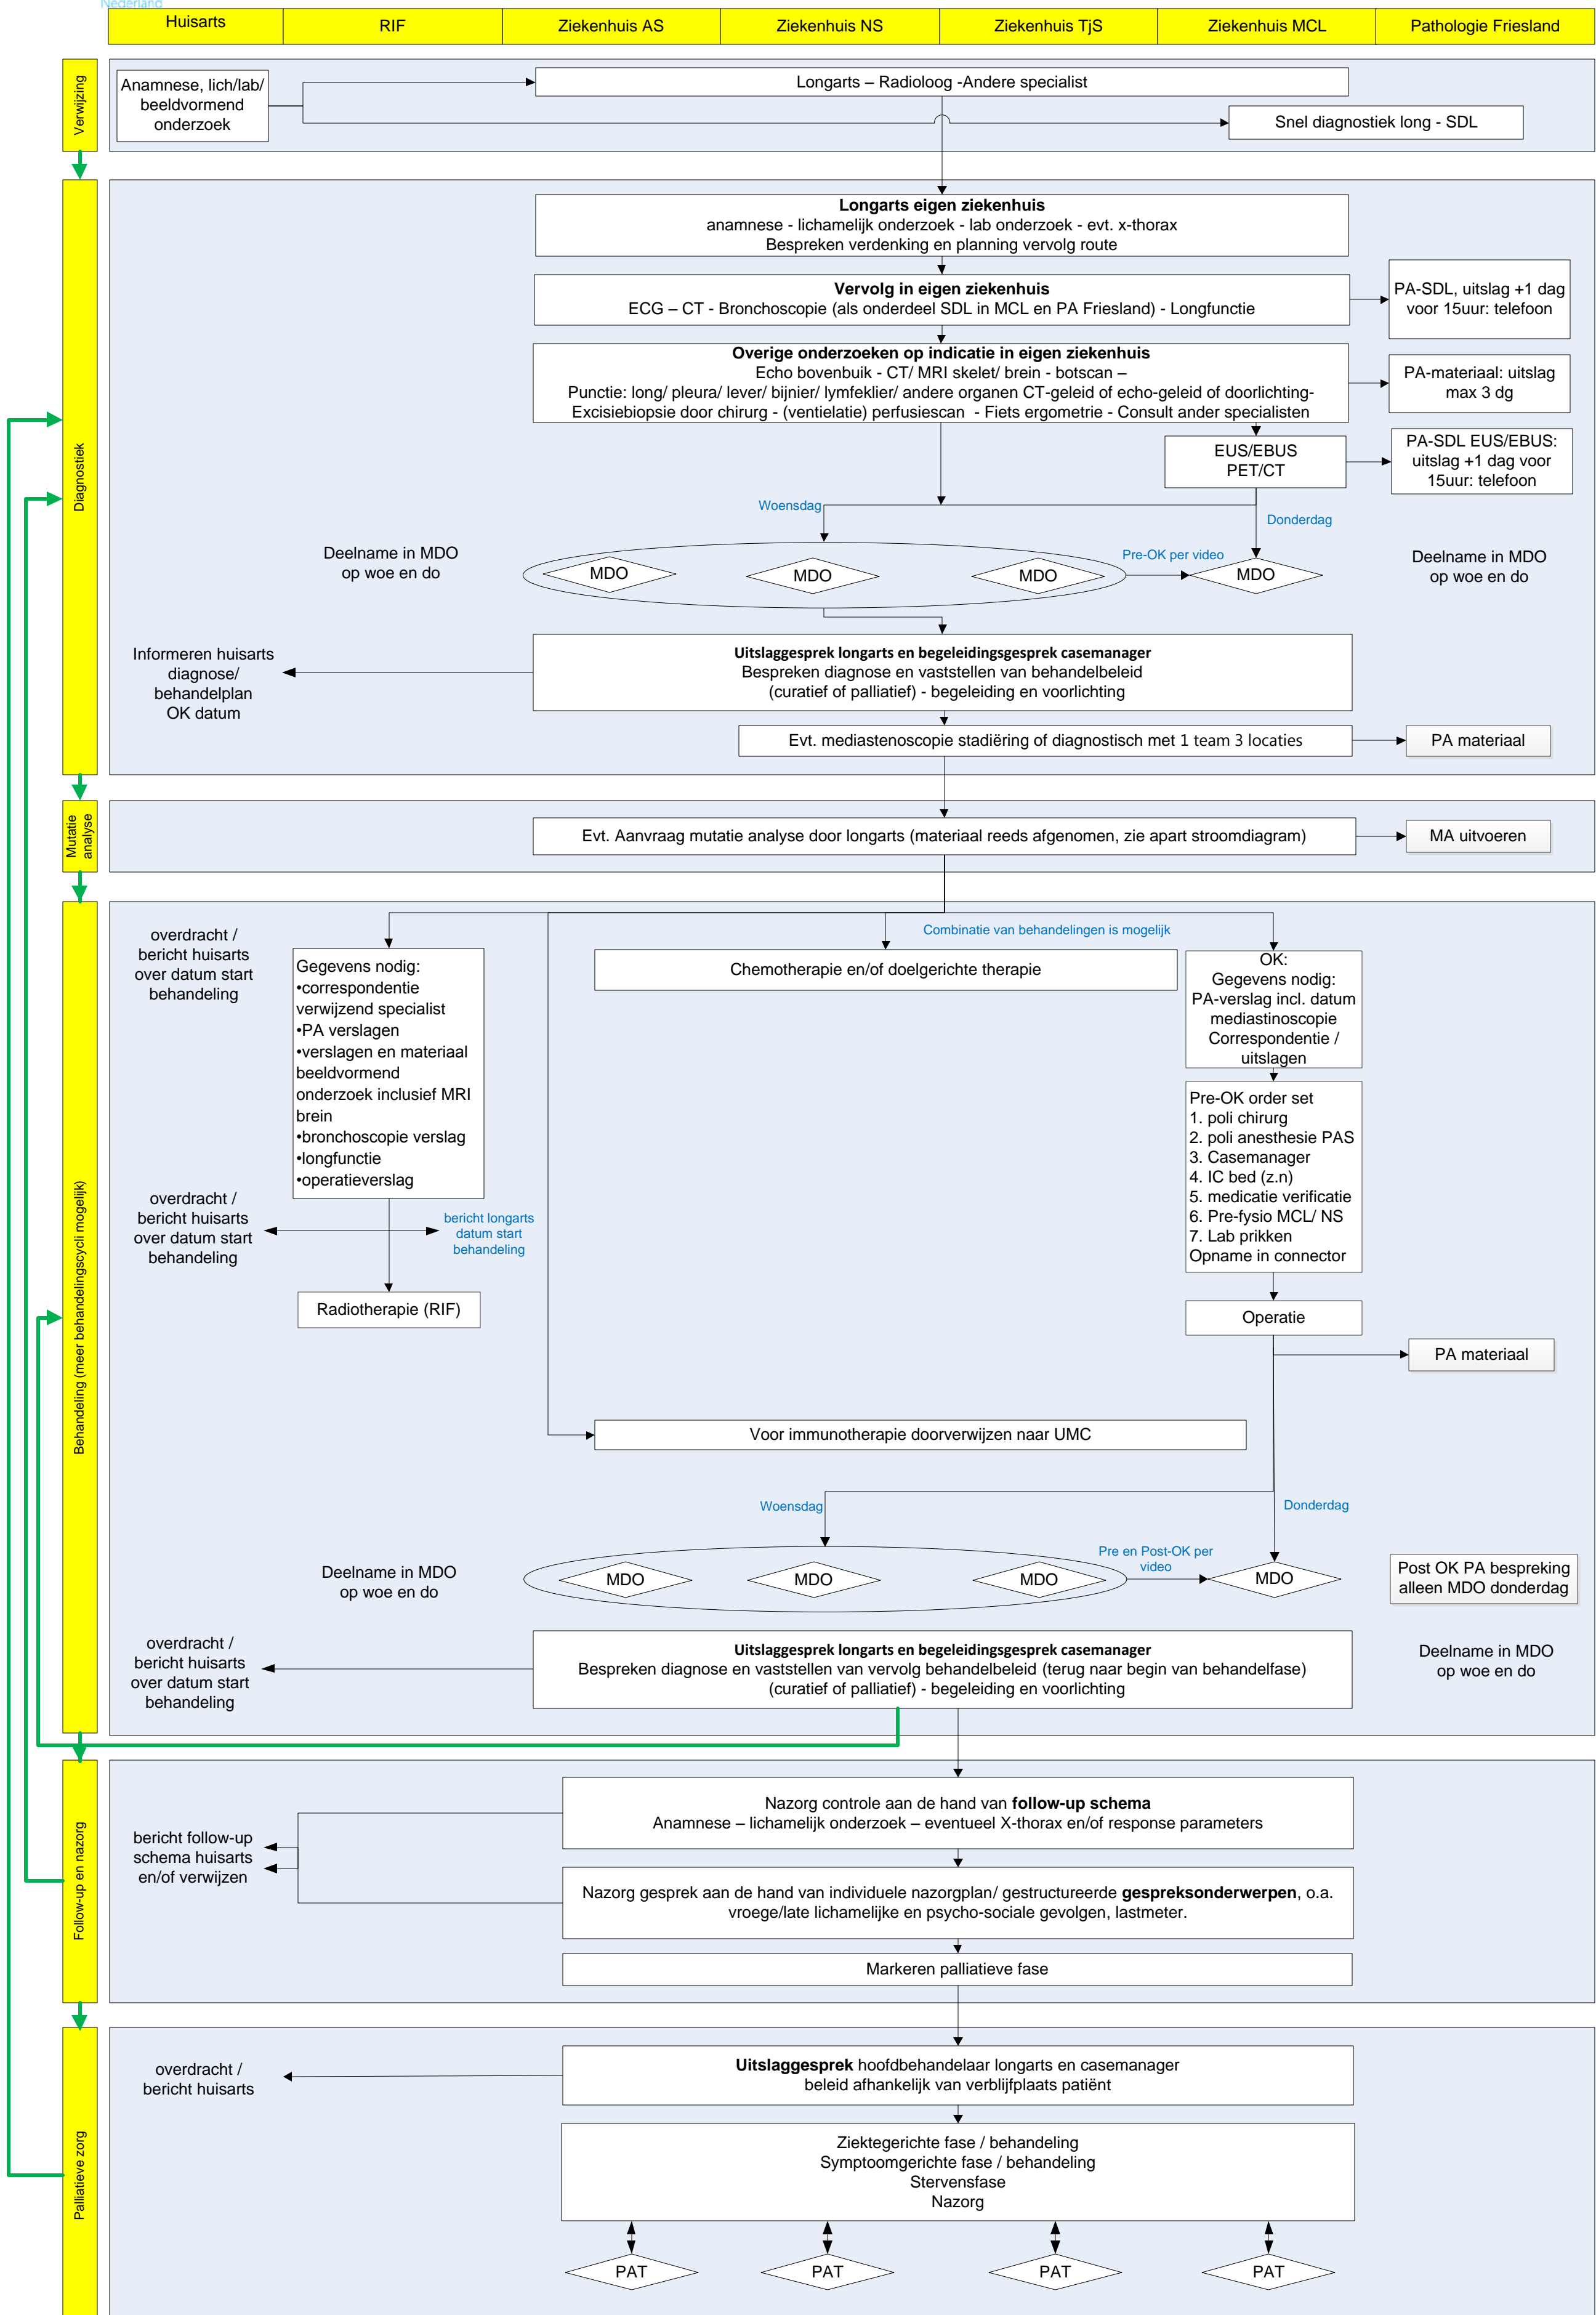 Nederland
Huisarts
RIF
Ziekenhuis AS
Ziekenhuis NS
Ziekenhuis TjS
Ziekenhuis MCL
Pathologie Friesland
Verwijzing
Anamnese, lich/lab/
beeldvormend
onderzoek
Longarts – Radioloog -Andere specialist
Snel diagnostiek long - SDL
Diagnostiek
Longarts eigen ziekenhuis
anamnese - lichamelijk onderzoek - lab onderzoek - evt. x-thorax
Bespreken verdenking en planning vervolg route
Vervolg in eigen ziekenhuis
ECG – CT - Bronchoscopie (als onderdeel SDL in MCL en PA Friesland) - Longfunctie
PA-SDL, uitslag +1 dag
voor 15uur: telefoon
Overige onderzoeken op indicatie in eigen ziekenhuis
Echo bovenbuik - CT/ MRI skelet/ brein - botscan –
Punctie: long/ pleura/ lever/ bijnier/ lymfeklier/ andere organen CT-geleid of echo-geleid of doorlichting-
Excisiebiopsie door chirurg - (ventielatie) perfusiescan - Fiets ergometrie - Consult ander specialisten
PA-materiaal: uitslag
max 3 dg
EUS/EBUS
PET/CT
PA-SDL EUS/EBUS:
uitslag +1 dag voor
15uur: telefoon
Woensdag
Donderdag
Deelname in MDO
op woe en do
MDO
MDO
MDO
Pre-OK per video
MDO
Deelname in MDO
op woe en do
Informeren huisarts
diagnose/
behandelplan
OK datum
Uitslaggesprek longarts en begeleidingsgesprek casemanager
Bespreken diagnose en vaststellen van behandelbeleid
(curatief of palliatief) - begeleiding en voorlichting
Evt. mediastenoscopie stadiëring of diagnostisch met 1 team 3 locaties
PA materiaal
Mutatie
analyse
Evt. Aanvraag mutatie analyse door longarts (materiaal reeds afgenomen, zie apart stroomdiagram)
MA uitvoeren
Behandeling (meer behandelingscycli mogelijk)
overdracht /
bericht huisarts
over datum start
behandeling
Gegevens nodig:
•correspondentie
verwijzend specialist
•PA verslagen
•verslagen en materiaal
beeldvormend
onderzoek inclusief MRI
brein
•bronchoscopie verslag
•longfunctie
•operatieverslag
Combinatie van behandelingen is mogelijk
Chemotherapie en/of doelgerichte therapie
OK:
Gegevens nodig:
PA-verslag incl. datum
mediastinoscopie
Correspondentie /
uitslagen
Pre-OK order set
1. poli chirurg
2. poli anesthesie PAS
3. Casemanager
4. IC bed (z.n)
5. medicatie verificatie
6. Pre-fysio MCL/ NS
7. Lab prikken
Opname in connector
overdracht /
bericht huisarts
over datum start
behandeling
bericht longarts
datum start
behandeling
Radiotherapie (RIF)
Operatie
PA materiaal
Voor immunotherapie doorverwijzen naar UMC
Woensdag
Donderdag
Deelname in MDO
op woe en do
MDO
MDO
MDO
Pre en Post-OK per
video
MDO
Post OK PA bespreking
alleen MDO donderdag
overdracht /
bericht huisarts
over datum start
behandeling
Uitslaggesprek longarts en begeleidingsgesprek casemanager
Bespreken diagnose en vaststellen van vervolg behandelbeleid (terug naar begin van behandelfase)
(curatief of palliatief) - begeleiding en voorlichting
Deelname in MDO
op woe en do
Follow-up en nazorg
bericht follow-up
schema huisarts
en/of verwijzen
Nazorg controle aan de hand van follow-up schema
Anamnese – lichamelijk onderzoek – eventueel X-thorax en/of response parameters
Nazorg gesprek aan de hand van individuele nazorgplan/ gestructureerde gespreksonderwerpen, o.a.
vroege/late lichamelijke en psycho-sociale gevolgen, lastmeter.
Markeren palliatieve fase
Palliatieve zorg
overdracht /
bericht huisarts
Uitslaggesprek hoofdbehandelaar longarts en casemanager
beleid afhankelijk van verblijfplaats patiënt
Ziektegerichte fase / behandeling
Symptoomgerichte fase / behandeling
Stervensfase
Nazorg
PAT
PAT
PAT
PAT